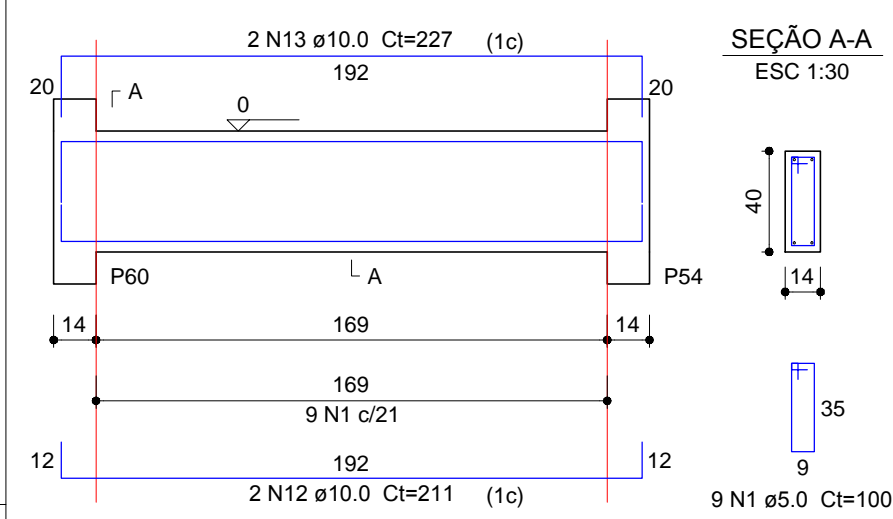 2 N13 ø10.0 Ct=227 (1c)
192
20
20
A
0
P60
A
P54
14
169
14
169
9 N1 c/21
12
192
12
2 N12 ø10.0 Ct=211 (1c)
SEÇÃO A-A
ESC 1:30
40
14
35
9
9 N1 ø5.0 Ct=100